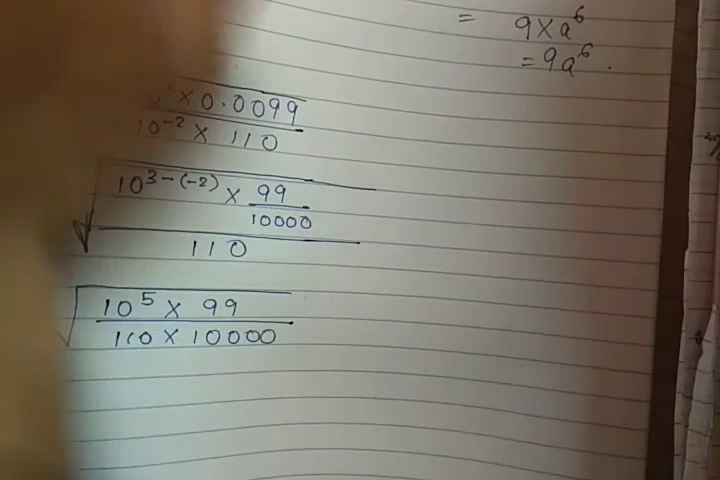 = 9×a⁶
= 9a⁶ .
× 0.0099
10⁻² × 110
√ 10³⁻⁽⁻²⁾ × 99
10000
110
√ 10⁵ × 99
110 × 10000